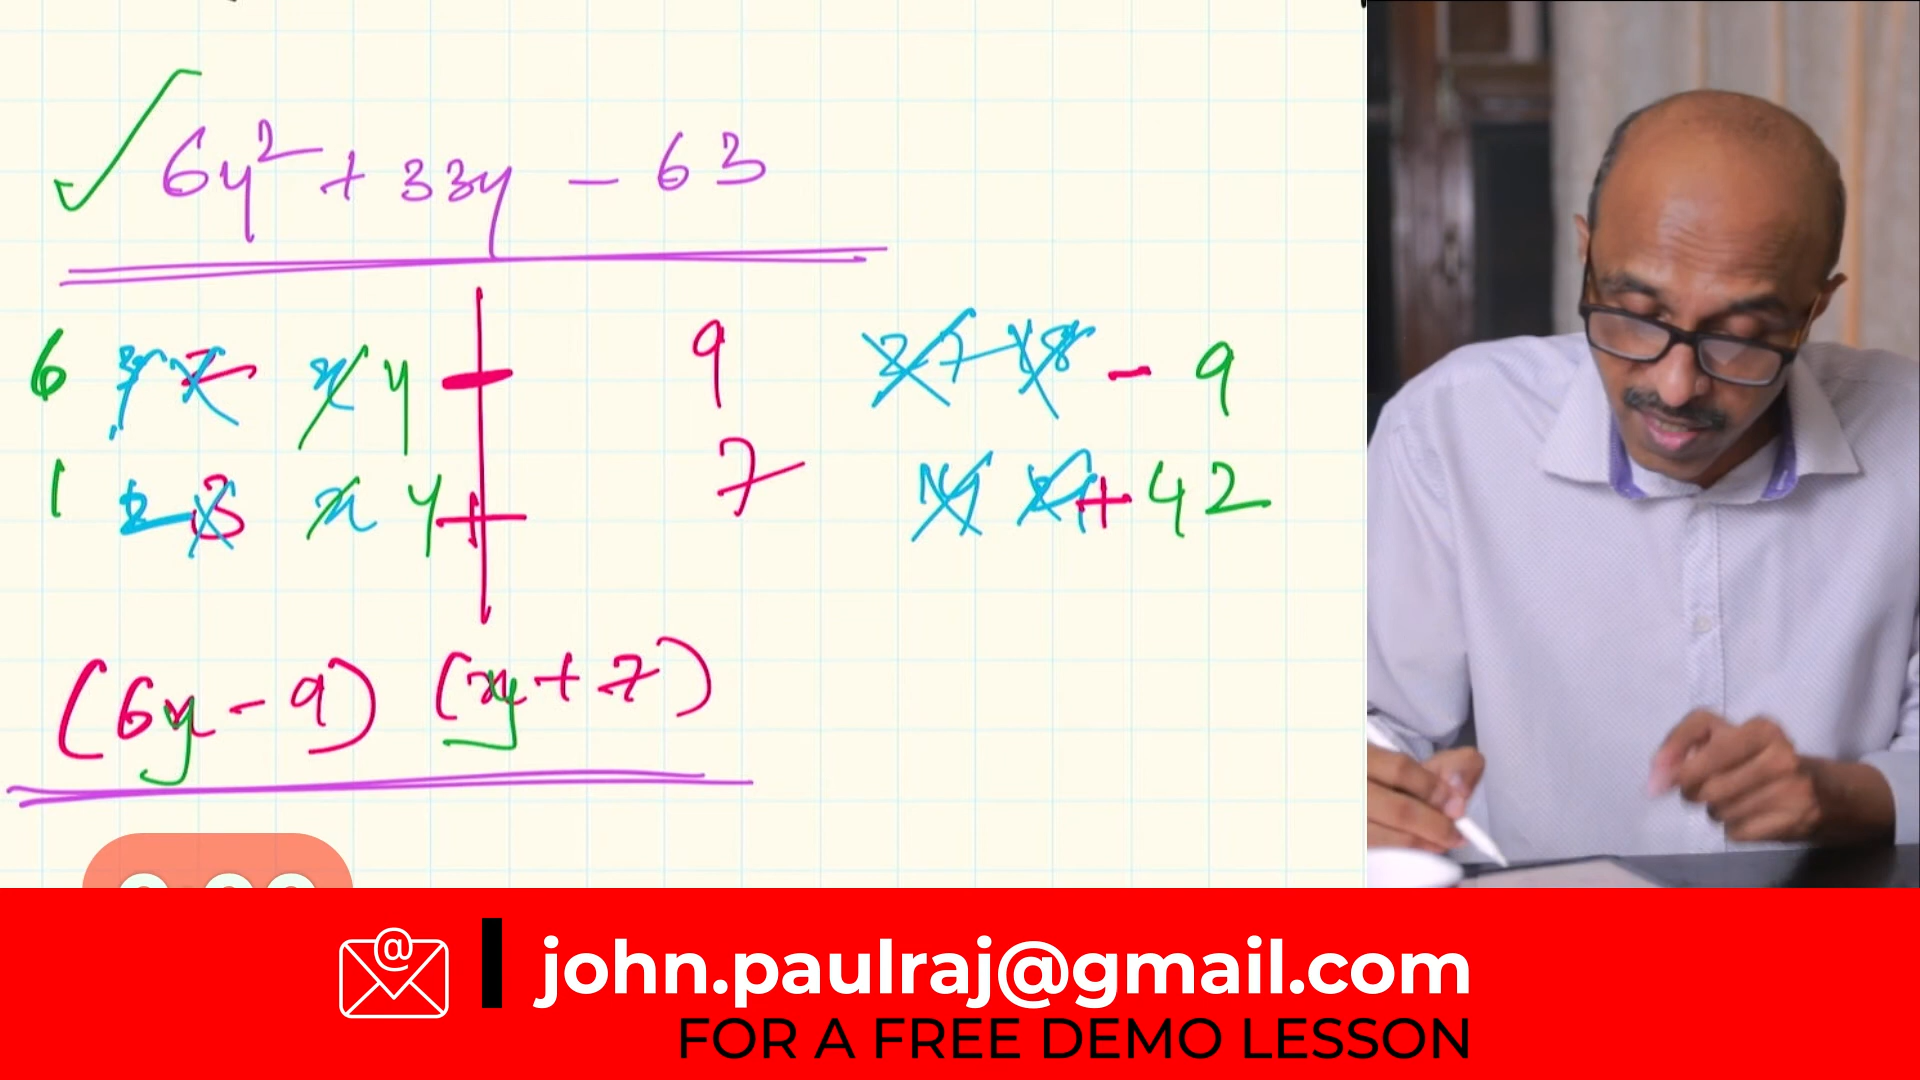 6y² + 33y - 63
6 y - 9 - 9
1 y + 7 + 42
(6y - 9) (y + 7)
@ john.paulraj@gmail.com
FOR A FREE DEMO LESSON